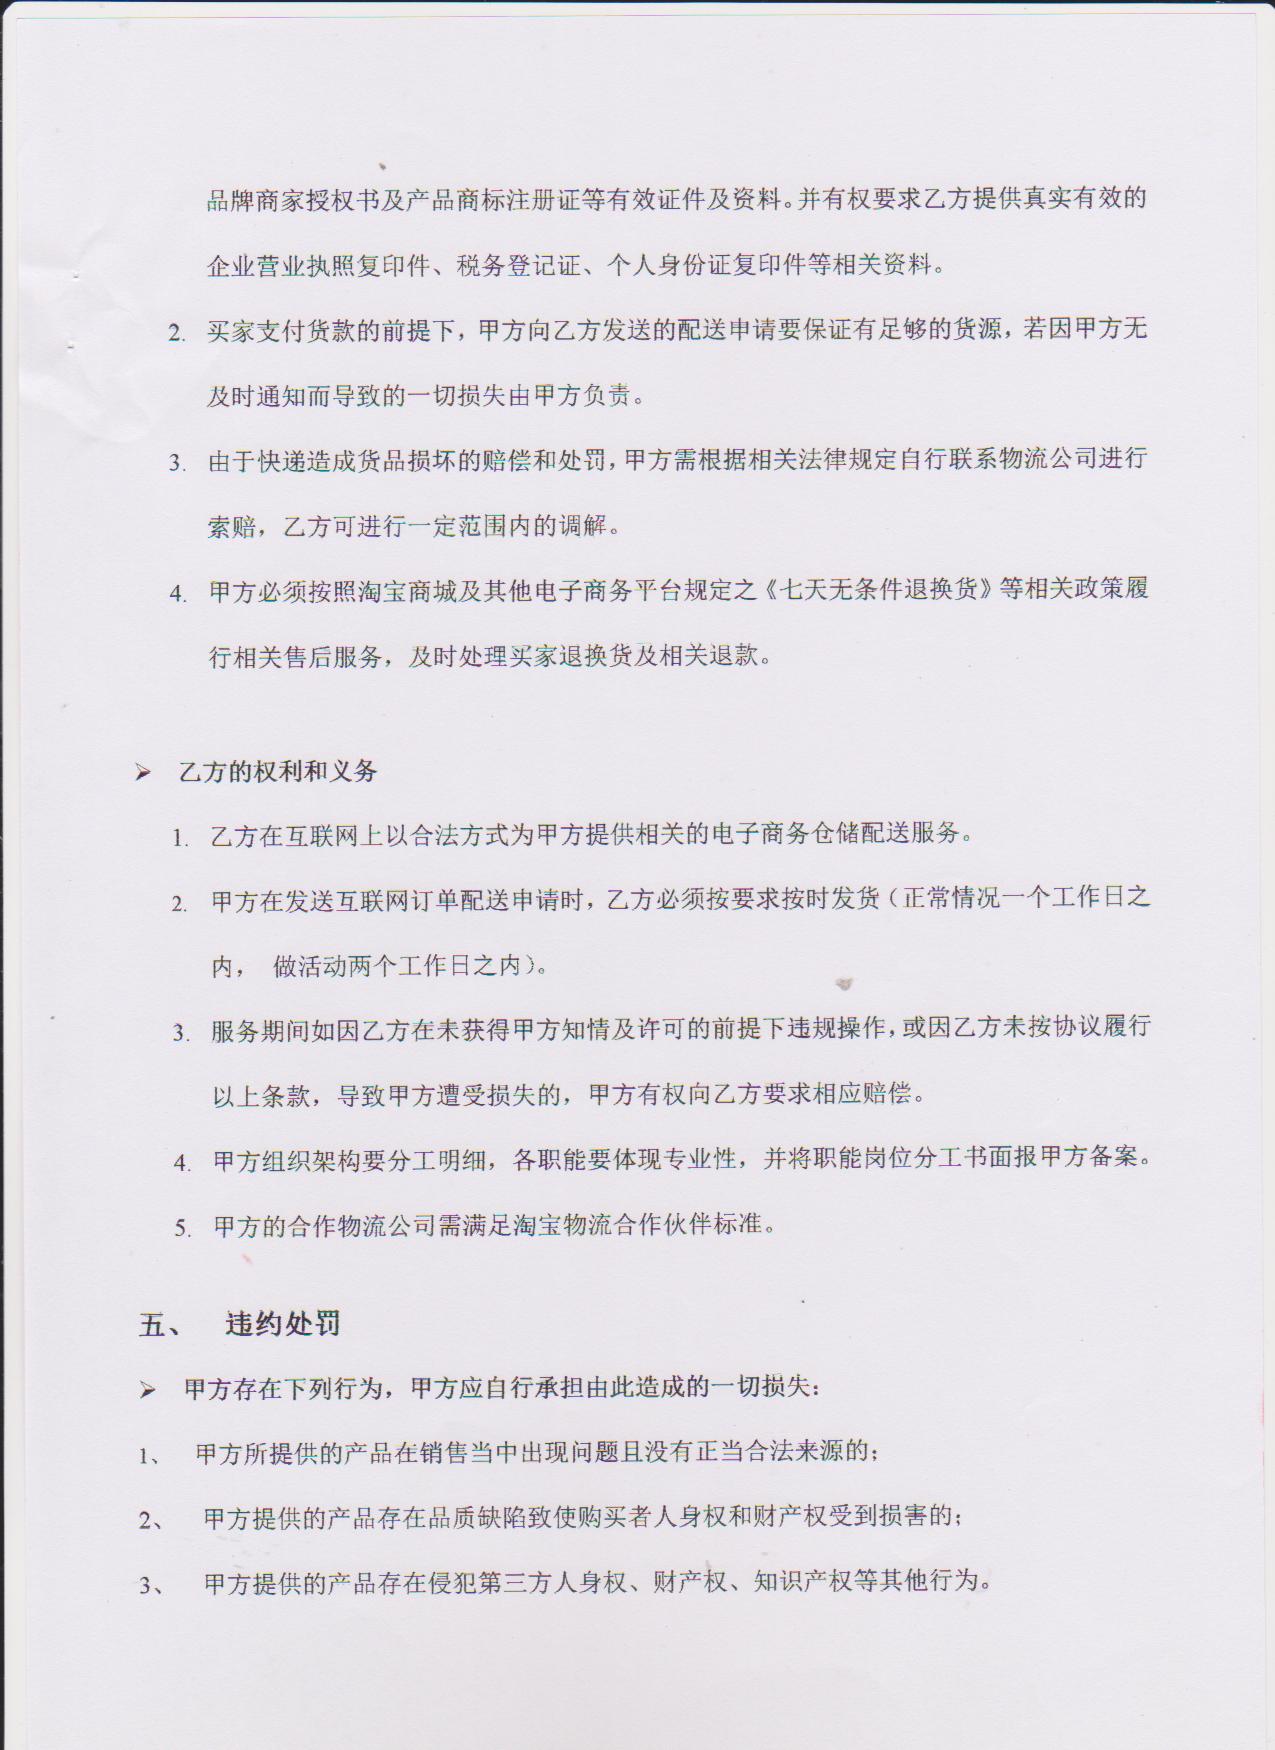 品牌商家授权书及产品商标注册证等有效证件及资料。并有权要求乙方提供真实有效的
企业营业执照复印件、税务登记证、个人身份证复印件等相关资料。
2. 买家支付货款的前提下，甲方向乙方发送的配送申请要保证有足够的货源，若因甲方无
及时通知而导致的一切损失由甲方负责。
3. 由于快递造成货品损坏的赔偿和处罚，甲方需根据相关法律规定自行联系物流公司进行
索赔，乙方可进行一定范围内的调解。
4. 甲方必须按照淘宝商城及其他电子商务平台规定之《七天无条件退换货》等相关政策履
行相关售后服务，及时处理买家退换货及相关退款。
➢ 乙方的权利和义务
1. 乙方在互联网上以合法方式为甲方提供相关的电子商务仓储配送服务。
2. 甲方在发送互联网订单配送申请时，乙方必须按要求按时发货（正常情况一个工作日之
内， 做活动两个工作日之内）。
3. 服务期间如因乙方在未获得甲方知情及许可的前提下违规操作，或因乙方未按协议履行
以上条款，导致甲方遭受损失的，甲方有权向乙方要求相应赔偿。
4. 甲方组织架构要分工明细，各职能要体现专业性，并将职能岗位分工书面报甲方备案。
5. 甲方的合作物流公司需满足淘宝物流合作伙伴标准。
五、 违约处罚
➢ 甲方存在下列行为，甲方应自行承担由此造成的一切损失：
1、 甲方所提供的产品在销售当中出现问题且没有正当合法来源的；
2、 甲方提供的产品存在品质缺陷致使购买者人身权和财产权受到损害的；
3、 甲方提供的产品存在侵犯第三方人身权、财产权、知识产权等其他行为。